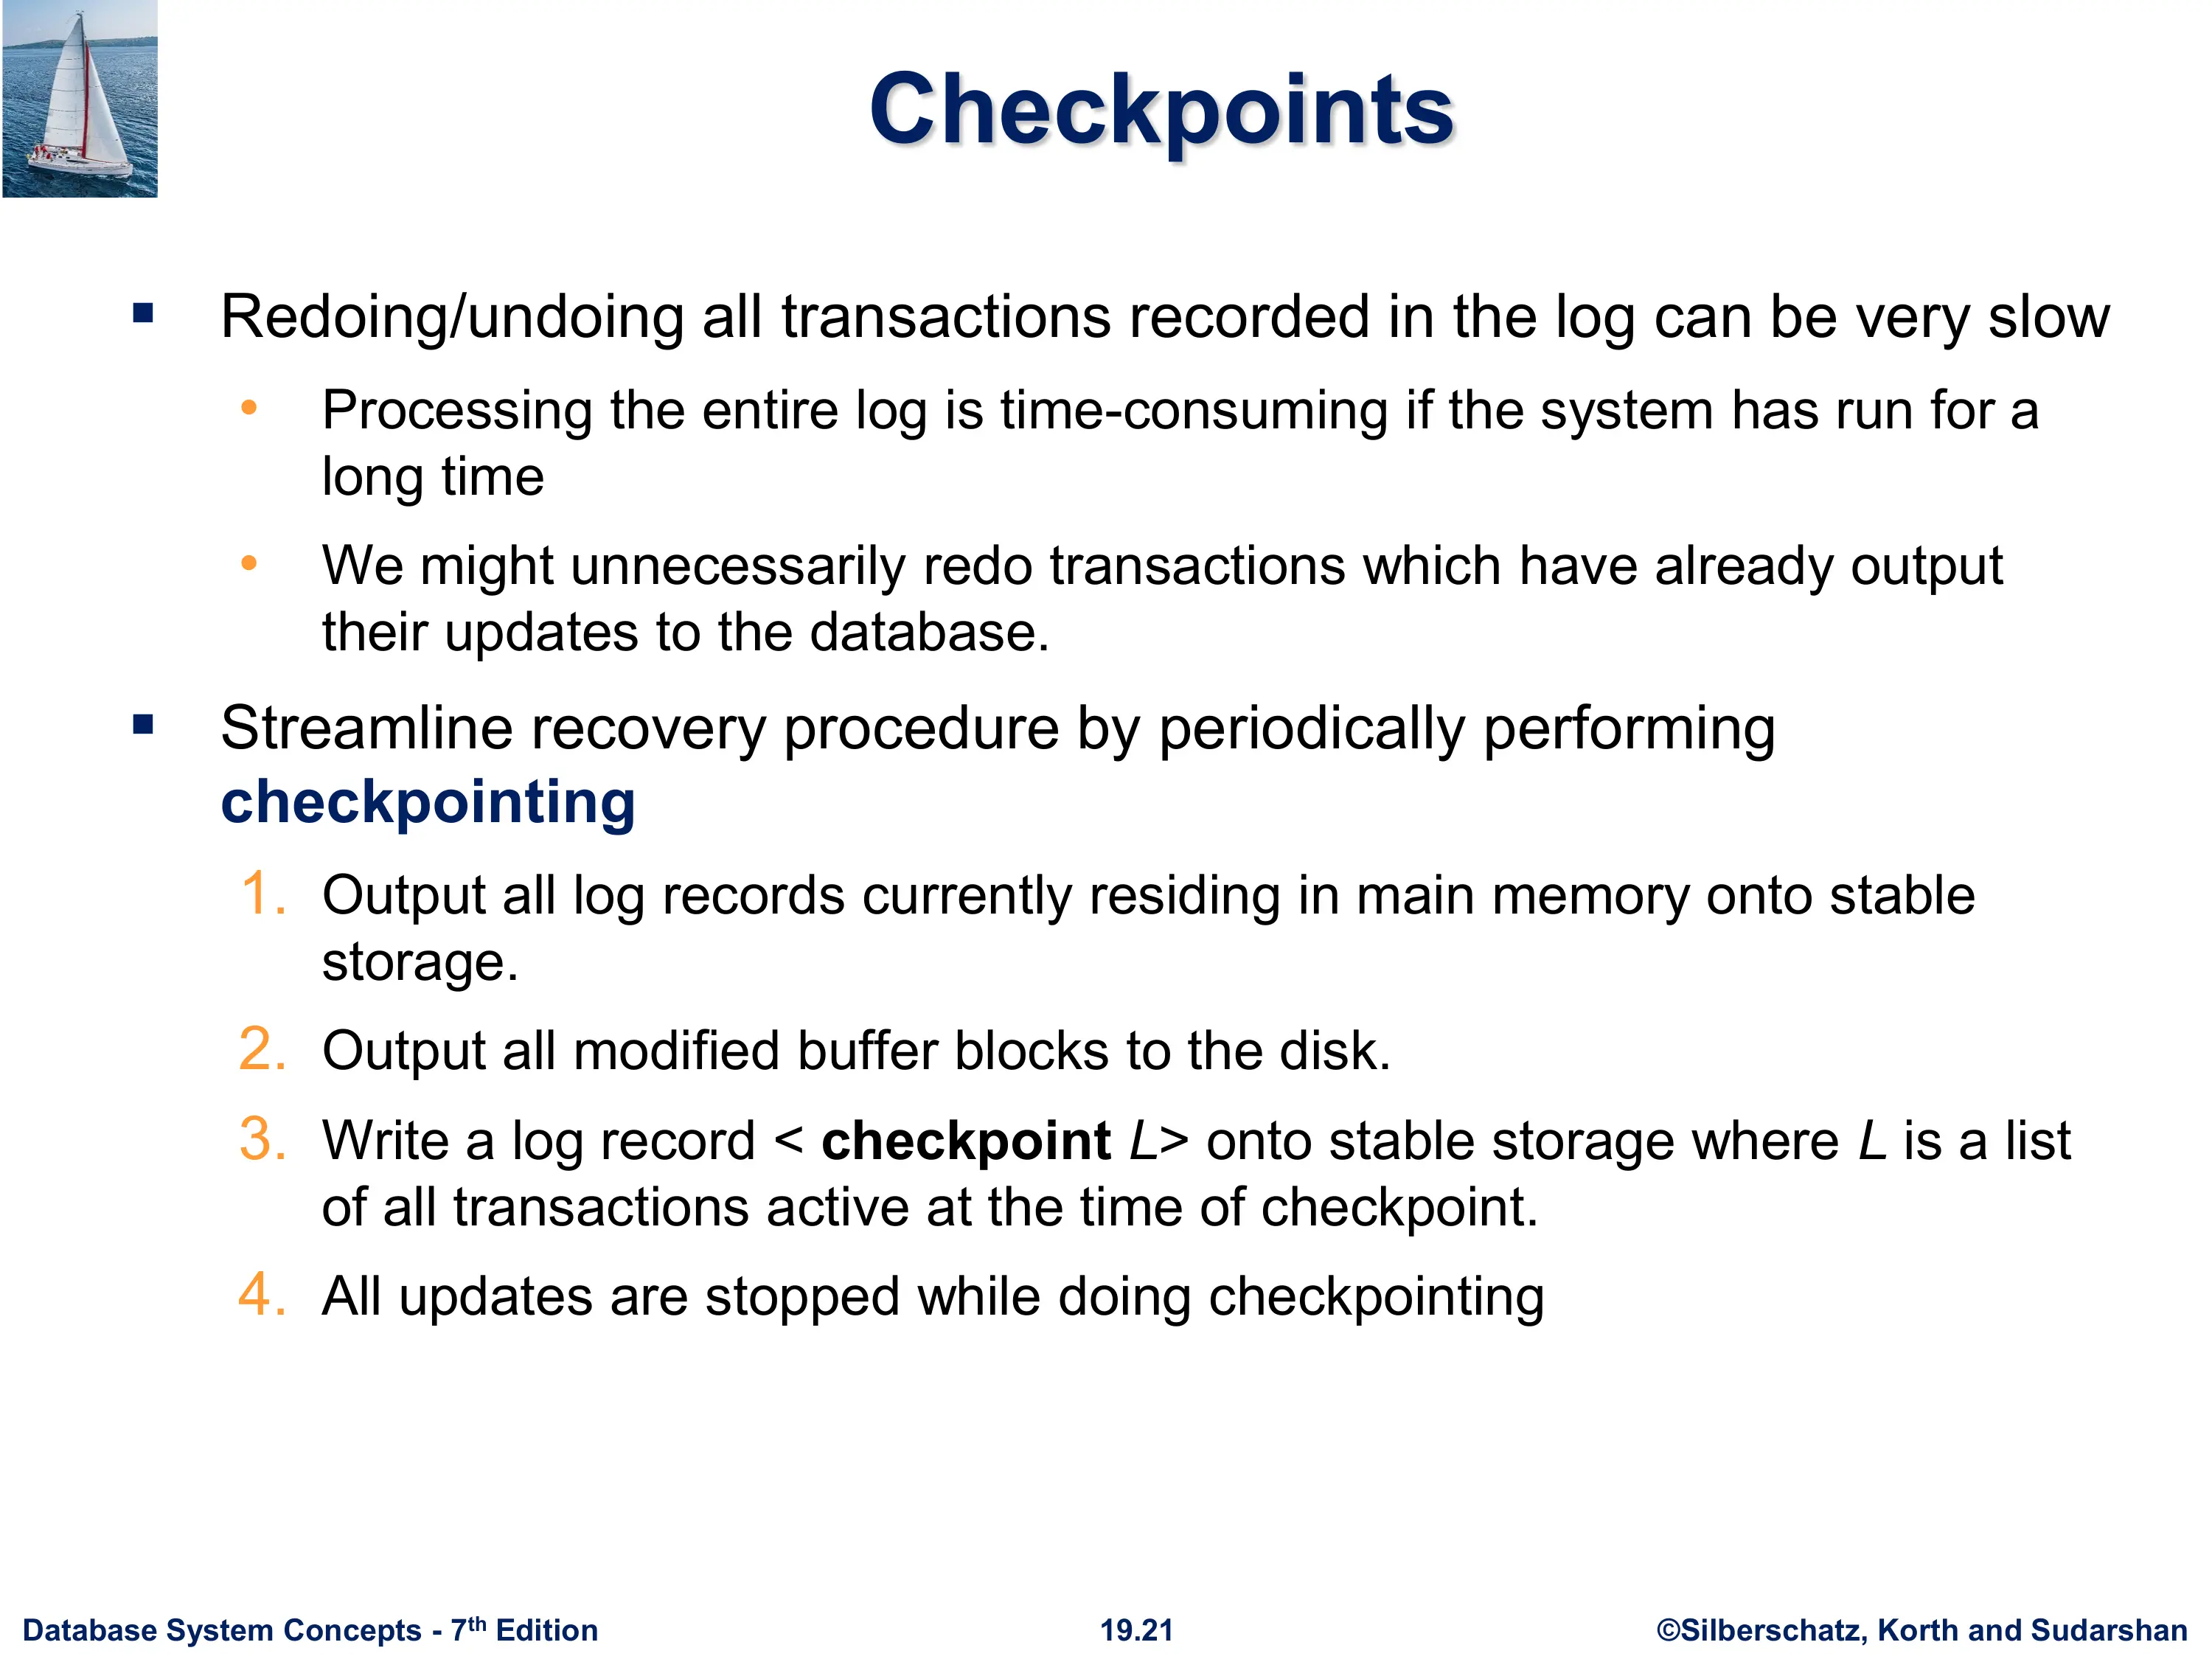 Checkpoints
▪ Redoing/undoing all transactions recorded in the log can be very slow
• Processing the entire log is time-consuming if the system has run for a
long time
• We might unnecessarily redo transactions which have already output
their updates to the database.
▪ Streamline recovery procedure by periodically performing
checkpointing
1. Output all log records currently residing in main memory onto stable
storage.
2. Output all modified buffer blocks to the disk.
3. Write a log record < checkpoint L> onto stable storage where L is a list
of all transactions active at the time of checkpoint.
4. All updates are stopped while doing checkpointing
Database System Concepts - 7th Edition 19.21 ©Silberschatz, Korth and Sudarshan